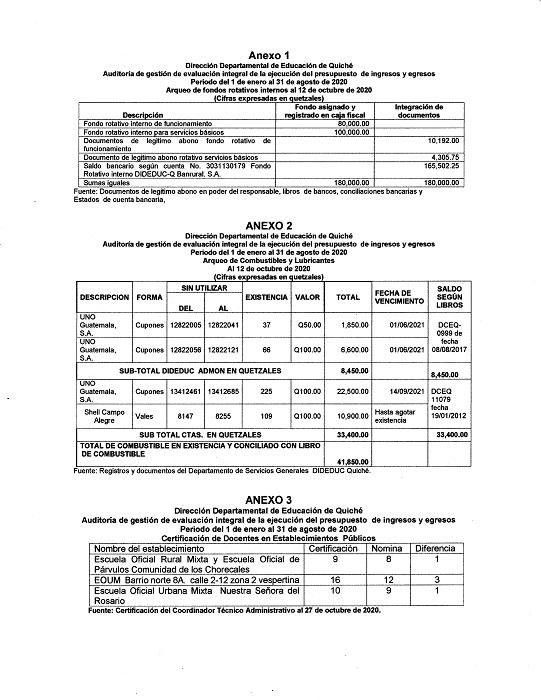 Anexo 1
Dirección Departamental de Educación de Quiché
Auditoría de gestión de evaluación integral de la ejecución del presupuesto de ingresos y egresos
Periodo del 1 de enero al 31 de agosto de 2020
Arqueo de fondos rotativos internos al 12 de octubre de 2020
(Cifras expresadas en quetzales)
Descripción Fondo asignado y registrado en caja fiscal Integración de documentos
Fondo rotativo interno de funcionamiento 80,000.00
Fondo rotativo interno para servicios básicos 100,000.00
Documentos de legitimo abono fondo rotativo de funcionamiento 10,192.00
Documento de legitimo abono rotativo servicios básicos 4,305.75
Saldo bancario según cuenta No. 3031130179 Fondo Rotativo interno DIDEDUC-Q Banrural, S.A. 165,502.25
Sumas iguales 180,000.00 180,000.00
Fuente: Documentos de legitimo abono en poder del responsable, libros de bancos, conciliaciones bancarias y
Estados de cuenta bancaria,
ANEXO 2
Dirección Departamental de Educación de Quiché
Auditoría de gestión de evaluación integral de la ejecución del presupuesto de ingresos y egresos
Periodo del 1 de enero al 31 de agosto de 2020
Arqueo de Combustibles y Lubricantes
Al 12 de octubre de 2020
(Cifras expresadas en quetzales)
DESCRIPCION FORMA SIN UTILIZAR DEL AL EXISTENCIA VALOR TOTAL FECHA DE VENCIMIENTO SALDO SEGÚN LIBROS
UNO Guatemala, S.A. Cupones 12822005 12822041 37 Q50.00 1,850.00 01/06/2021 DCEQ-0999 de fecha 08/08/2017
UNO Guatemala, S.A. Cupones 12822056 12822121 66 Q100.00 6,600.00 01/06/2021
SUB-TOTAL DIDEDUC ADMON EN QUETZALES 8,450.00 8,450.00
UNO Guatemala, S.A. Cupones 13412461 13412685 225 Q100.00 22,500.00 14/09/2021 DCEQ 11079 fecha 19/01/2012
Shell Campo Alegre Vales 8147 8255 109 Q100.00 10,900.00 Hasta agotar existencia
SUB TOTAL CTAS. EN QUETZALES 33,400.00 33,400.00
TOTAL DE COMBUSTIBLE EN EXISTENCIA Y CONCILIADO CON LIBRO DE COMBUSTIBLE 41,850.00
Fuente: Registros y documentos del Departamento de Servicios Generales DIDEDUC Quiché.
ANEXO 3
Dirección Departamental de Educación de Quiché
Auditoría de gestión de evaluación integral de la ejecución del presupuesto de ingresos y egresos
Periodo del 1 de enero al 31 de agosto de 2020
Certificación de Docentes en Establecimientos Públicos
Nombre del establecimiento Certificación Nomina Diferencia
Escuela Oficial Rural Mixta y Escuela Oficial de Párvulos Comunidad de los Chorecales 9 8 1
EOUM Barrio norte 8A. calle 2-12 zona 2 vespertina 16 12 3
Escuela Oficial Urbana Mixta Nuestra Señora del Rosario 10 9 1
Fuente: Certificación del Coordinador Técnico Administrativo al 27 de octubre de 2020.